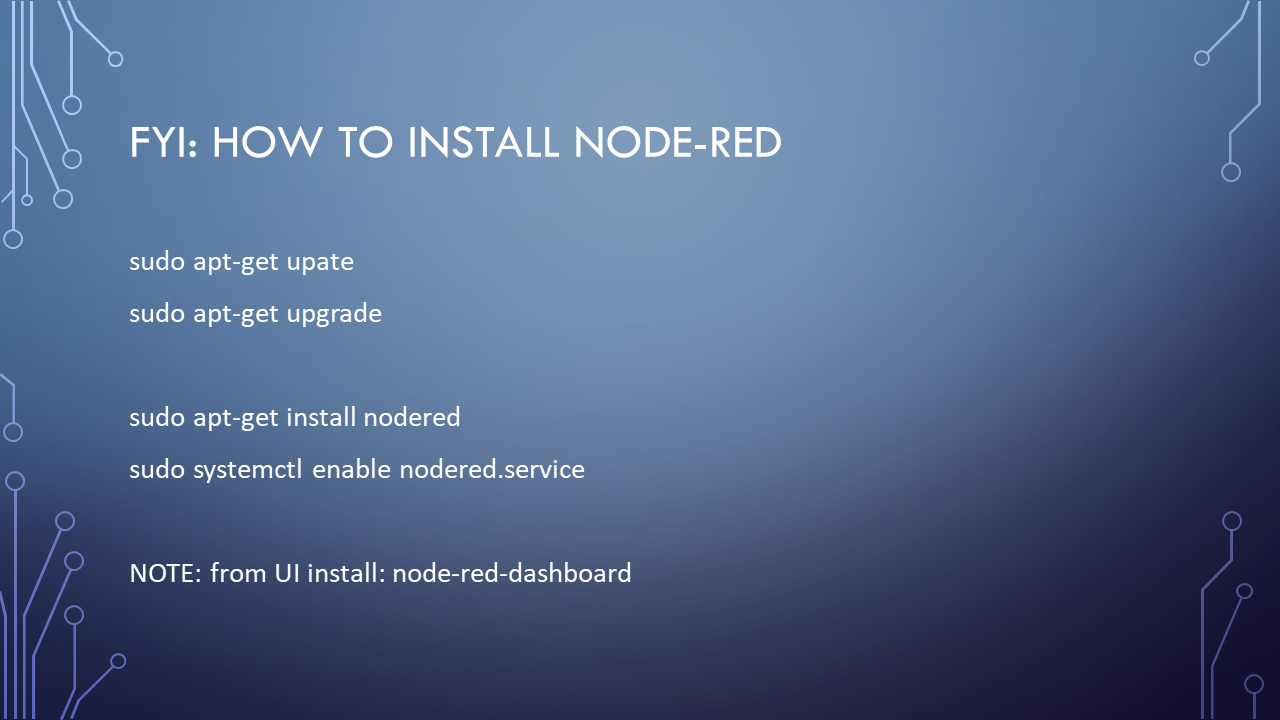 FYI: HOW TO INSTALL NODE-RED
sudo apt-get upate
sudo apt-get upgrade
sudo apt-get install nodered
sudo systemctl enable nodered.service
NOTE: from UI install: node-red-dashboard